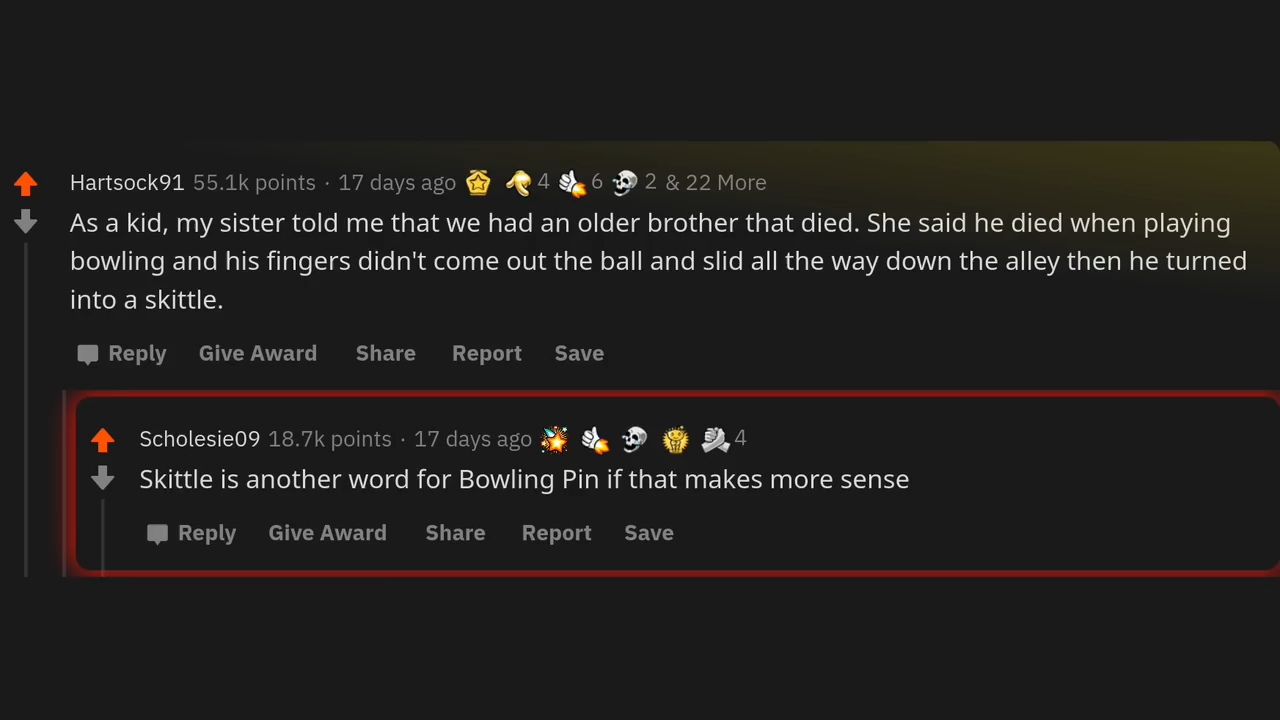 Hartsock91 55.1k points · 17 days ago 4 6 2 & 22 More
As a kid, my sister told me that we had an older brother that died. She said he died when playing
bowling and his fingers didn't come out the ball and slid all the way down the alley then he turned
into a skittle.
Reply Give Award Share Report Save
Scholesie09 18.7k points · 17 days ago 4
Skittle is another word for Bowling Pin if that makes more sense
Reply Give Award Share Report Save